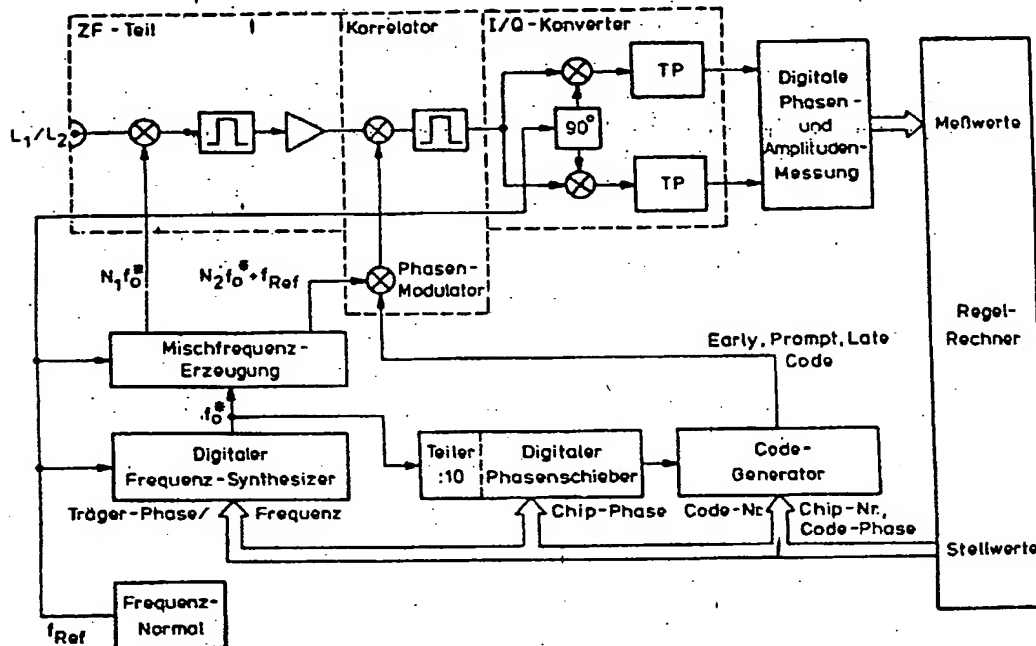 ZF - Teil
Korrelator
I/Q-Konverter
TP
Digitale
Phasen -
und
Amplituden-
Messung
Meßwerte
L₁/L₂
90°
TP
N₁f₀*
N₂f₀*+f_Ref
Phasen-
Modulator
Regel-
Rechner
Mischfrequenz-
Erzeugung
Early, Prompt, Late
Code
f₀*
Digitaler
Frequenz-Synthesizer
Teiler
:10
Digitaler
Phasenschieber
Code-
Generator
Träger-Phase/ Frequenz
Chip-Phase
Code-Nr.
Chip-Nr.,
Code-Phase
Stellwerte
Frequenz-
Normal
f_Ref